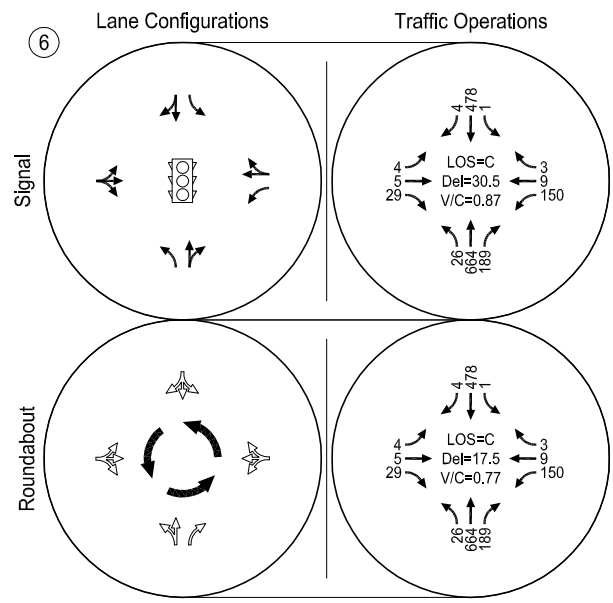 Lane Configurations
Traffic Operations
6
Signal
4
478
1
4
5
29
LOS=C
Del=30.5
V/C=0.87
3
9
150
26
664
189
Roundabout
4
478
1
4
5
29
LOS=C
Del=17.5
V/C=0.77
3
9
150
26
664
189